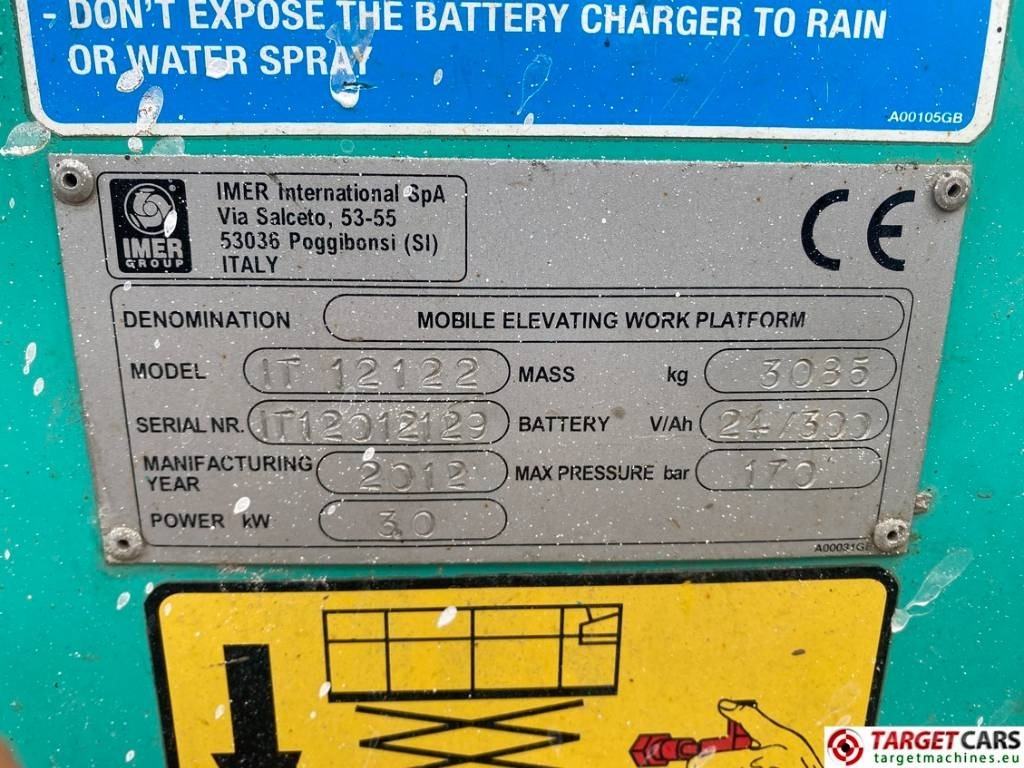 - DON'T EXPOSE THE BATTERY CHARGER TO RAIN
OR WATER SPRAY
A00105GB
IMER GROUP
IMER International SpA
Via Salceto, 53-55
53036 Poggibonsi (SI)
ITALY
CE
DENOMINATION MOBILE ELEVATING WORK PLATFORM
MODEL IT 12122 MASS kg 3085
SERIAL NR. IT12012129 BATTERY V/Ah 24/300
MANIFACTURING YEAR 2012 MAX PRESSURE bar 170
POWER kW 3.0
A00031GB
TARGETCARS
targetmachines.eu